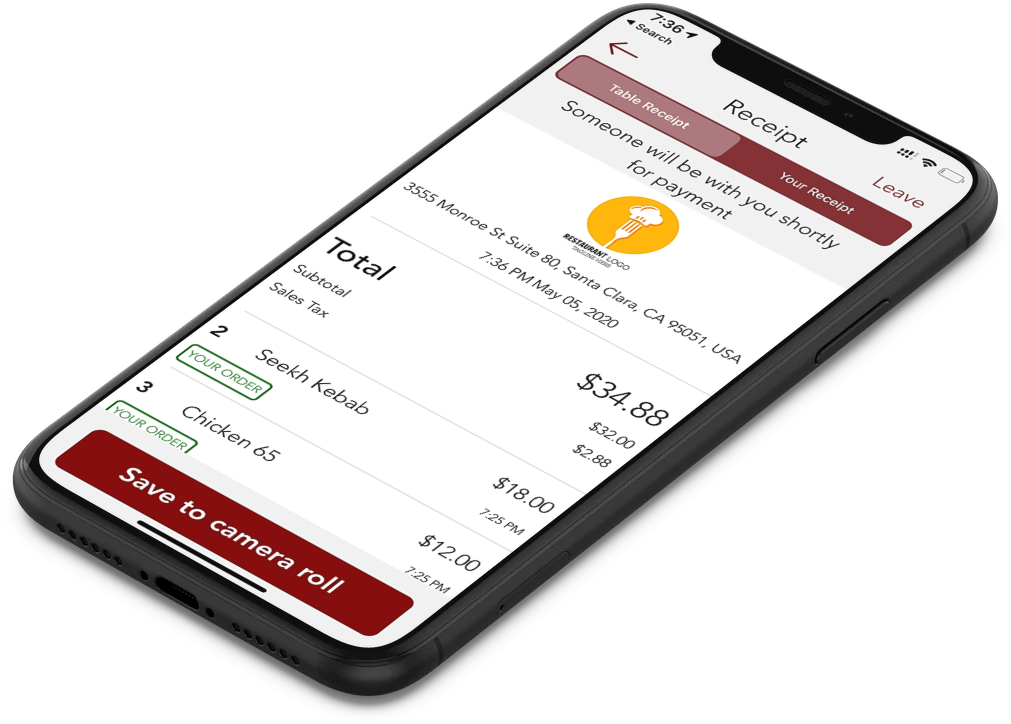 7:36
Search
Receipt
Leave
Table Receipt
Your Receipt
Someone will be with you shortly
for payment
RESTAURANT LOGO
TAGLINE HERE
3555 Monroe St Suite 80, Santa Clara, CA 95051, USA
7:36 PM May 05, 2020
Total
$34.88
Subtotal
$32.00
Sales Tax
$2.88
2
Seekh Kebab
$18.00
YOUR ORDER
7:25 PM
3
Chicken 65
$12.00
YOUR ORDER
7:25 PM
Save to camera roll